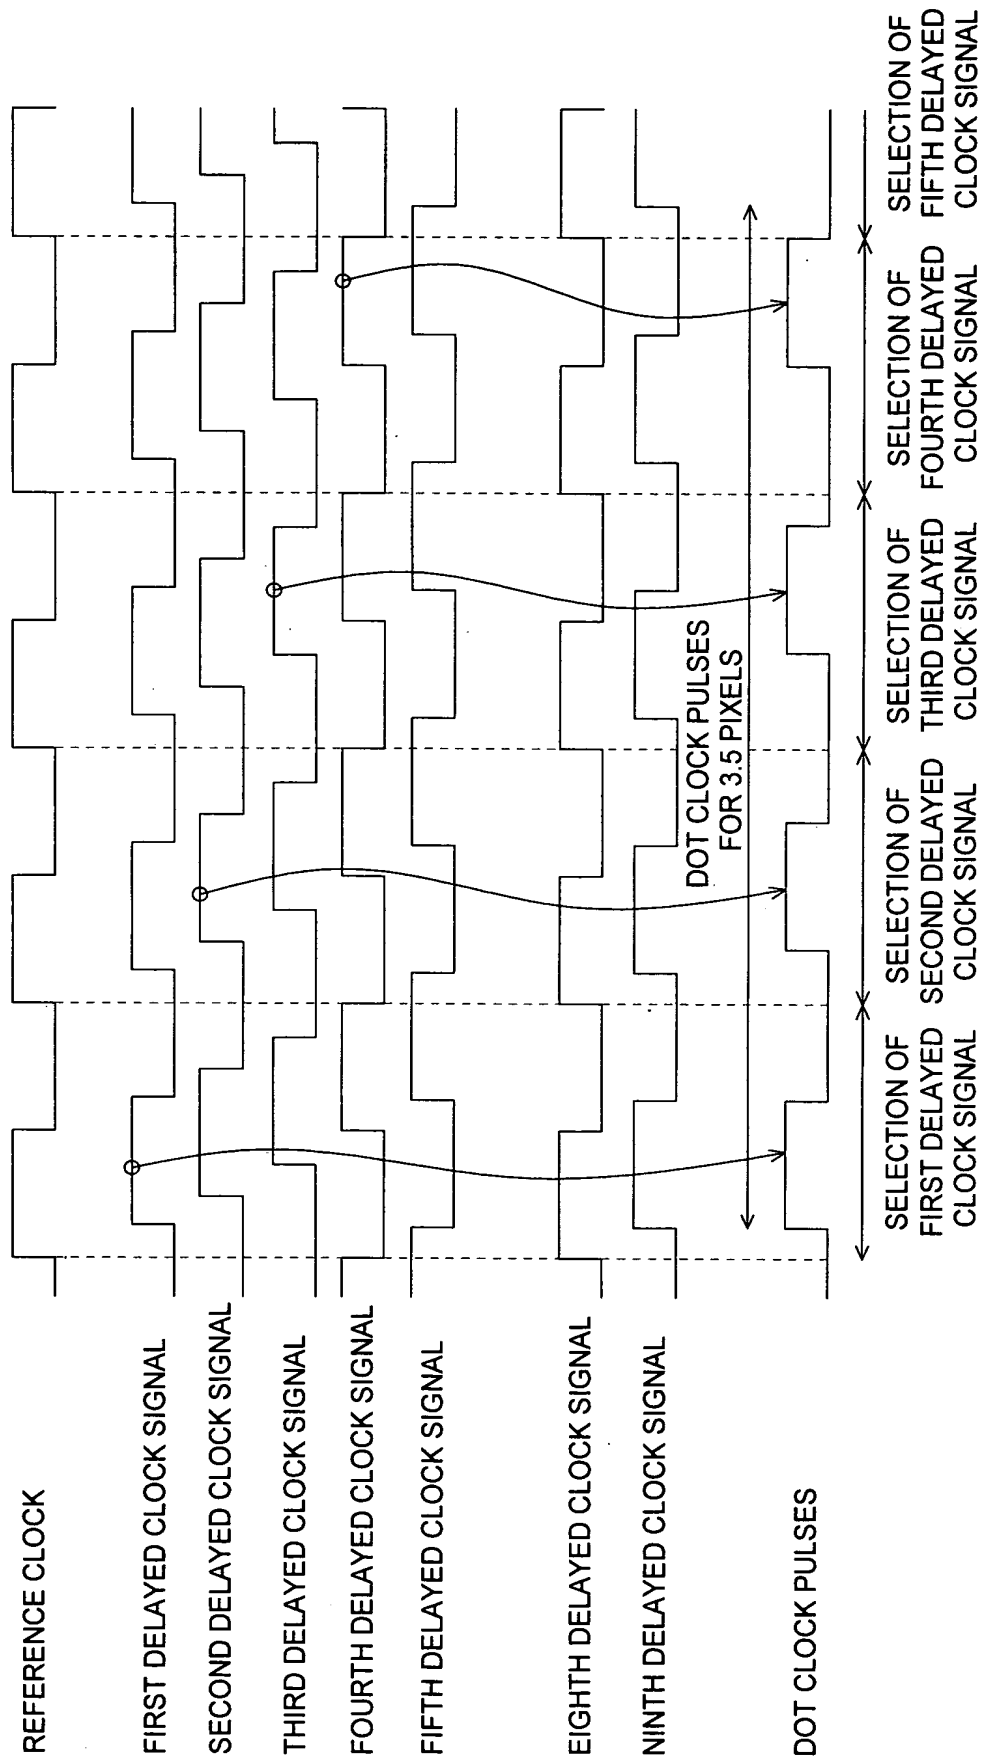 REFERENCE CLOCK
FIRST DELAYED CLOCK SIGNAL
SECOND DELAYED CLOCK SIGNAL
THIRD DELAYED CLOCK SIGNAL
FOURTH DELAYED CLOCK SIGNAL
FIFTH DELAYED CLOCK SIGNAL
EIGHTH DELAYED CLOCK SIGNAL
NINTH DELAYED CLOCK SIGNAL
DOT CLOCK PULSES
FOR 3.5 PIXELS
DOT CLOCK PULSES
SELECTION OF
FIRST DELAYED
CLOCK SIGNAL
SELECTION OF
SECOND DELAYED
CLOCK SIGNAL
SELECTION OF
THIRD DELAYED
CLOCK SIGNAL
SELECTION OF
FOURTH DELAYED
CLOCK SIGNAL
SELECTION OF
FIFTH DELAYED
CLOCK SIGNAL